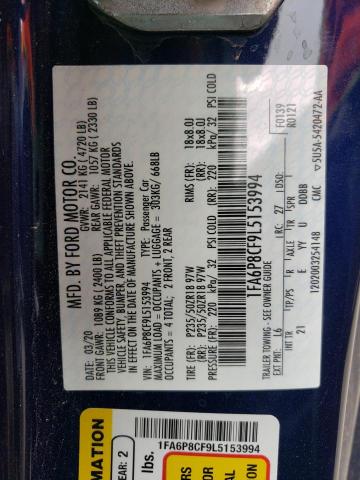 MFD. BY FORD MOTOR CO.
DATE: 03/20
GVWR: 2141 KG ( 4720 LB)
FRONT GAWR: 1089 KG (2400 LB)
REAR GAWR: 1057 KG ( 2330 LB)
THIS VEHICLE CONFORMS TO ALL APPLICABLE FEDERAL MOTOR
VEHICLE SAFETY, BUMPER, AND THEFT PREVENTION STANDARDS
IN EFFECT ON THE DATE OF MANUFACTURE SHOWN ABOVE.
VIN: 1FA6P8CF9L5153994
TYPE: Passenger Car
MAXIMUM LOAD= OCCUPANTS + LUGGAGE = 303KG/ 668LB
OCCUPANTS = 4 TOTAL; 2 FRONT, 2 REAR
TIRE (FR): P235/50ZR18 97W RIMS (FR): 18x8.0J
TIRE (RR): P235/50ZR18 97W RIMS (RR): 18x8.0J
PRESSURE (FR): 220 kPa/ 32 PSI COLD
PRESSURE (RR): 220 kPa/ 32 PSI COLD
1FA6P8CF9L5153994
F0139
R0121
TRAILER TOWING - SEE OWNER GUIDE
EXT PNT: L6 RC: 27 DSO:
INT TR TP/PS R AXLE TR SPR
21 E YU DDBB
1202003254148 CMC
5U5A-5420472-AA
MATION
EAR: 2
lbs.
1FA6P8CF9L5153994